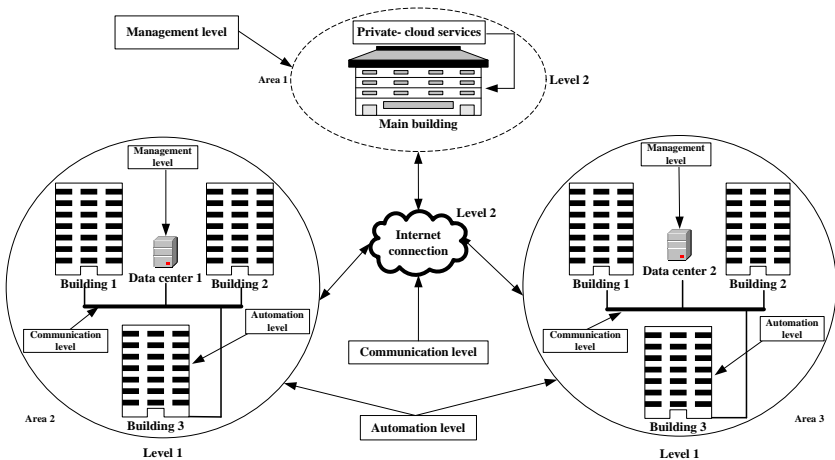 Management level
Private- cloud services
Area 1
Level 2
Main building
Management
level
Building 1
Data center 1
Building 2
Communication
level
Automation
level
Building 3
Area 2
Level 1
Level 2
Internet
connection
Communication level
Automation level
Management
level
Building 1
Data center 2
Building 2
Communication
level
Automation
level
Building 3
Area 3
Level 1